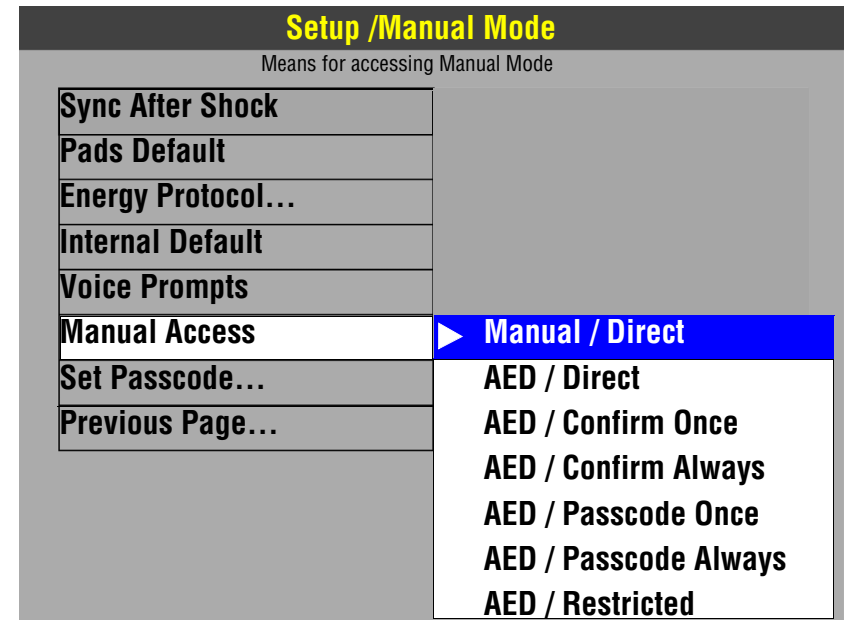 Setup /Manual Mode
Means for accessing Manual Mode
Sync After Shock
Pads Default
Energy Protocol...
Internal Default
Voice Prompts
Manual Access
Set Passcode...
Previous Page...
Manual / Direct
AED / Direct
AED / Confirm Once
AED / Confirm Always
AED / Passcode Once
AED / Passcode Always
AED / Restricted